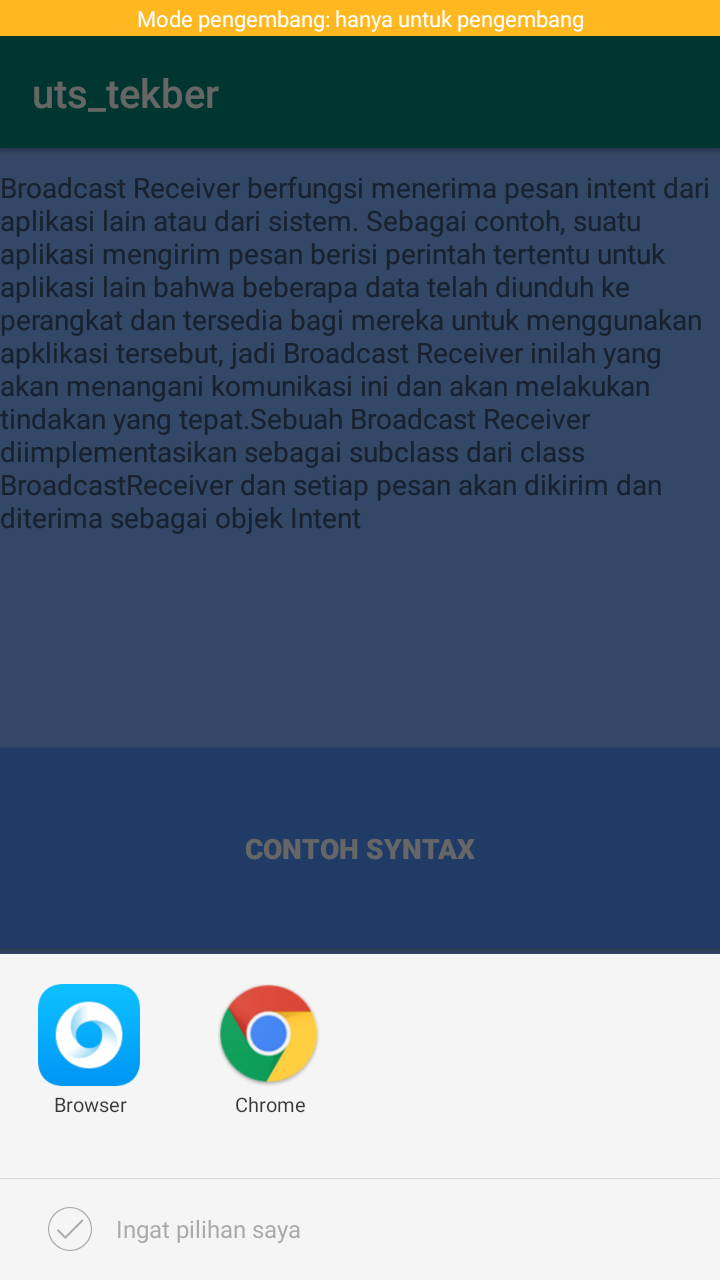 Mode pengembang: hanya untuk pengembang
uts_tekber
Broadcast Receiver berfungsi menerima pesan intent dari
aplikasi lain atau dari sistem. Sebagai contoh, suatu
aplikasi mengirim pesan berisi perintah tertentu untuk
aplikasi lain bahwa beberapa data telah diunduh ke
perangkat dan tersedia bagi mereka untuk menggunakan
apklikasi tersebut, jadi Broadcast Receiver inilah yang
akan menangani komunikasi ini dan akan melakukan
tindakan yang tepat.Sebuah Broadcast Receiver
diimplementasikan sebagai subclass dari class
BroadcastReceiver dan setiap pesan akan dikirim dan
diterima sebagai objek Intent
CONTOH SYNTAX
Browser
Chrome
Ingat pilihan saya